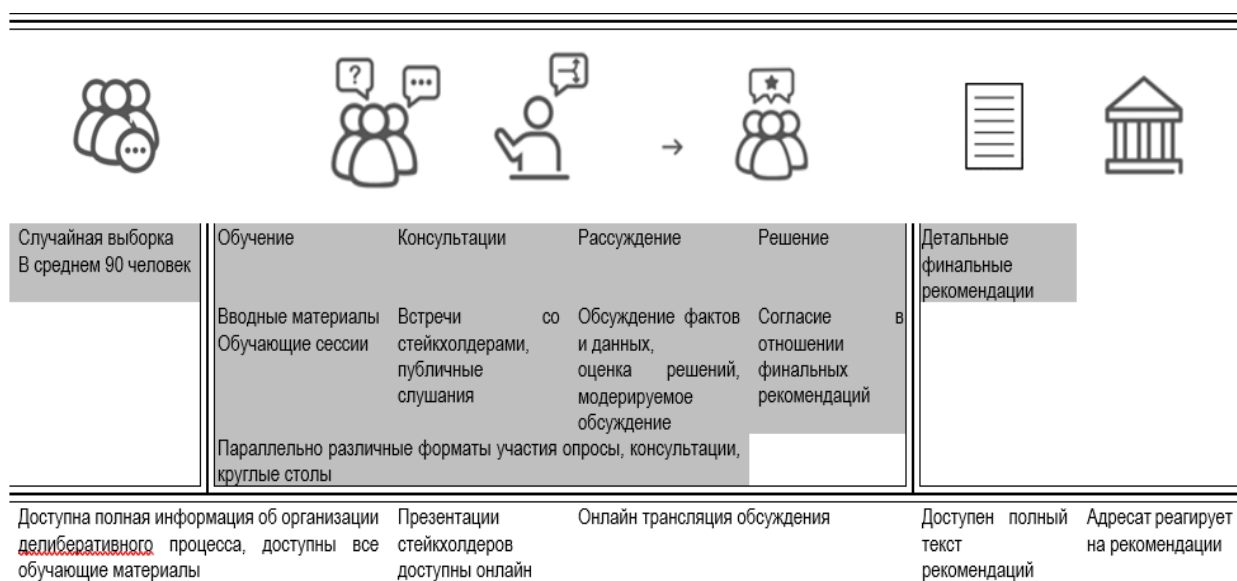 ?
Случайная выборка
В среднем 90 человек
Обучение
Консультации
Рассуждение
Решение
Детальные
финальные
рекомендации
Вводные материалы
Обучающие сессии
Встречи со
стейкхолдерами,
публичные
слушания
Обсуждение фактов
и данных,
оценка решений,
модерируемое
обсуждение
Согласие в
отношении
финальных
рекомендаций
Параллельно различные форматы участия опросы, консультации,
круглые столы
Доступна полная информация об организации
делиберативного процесса, доступны все
обучающие материалы
Презентации
стейкхолдеров
доступны онлайн
Онлайн трансляция обсуждения
Доступен полный
текст
рекомендаций
Адресат реагирует
на рекомендации